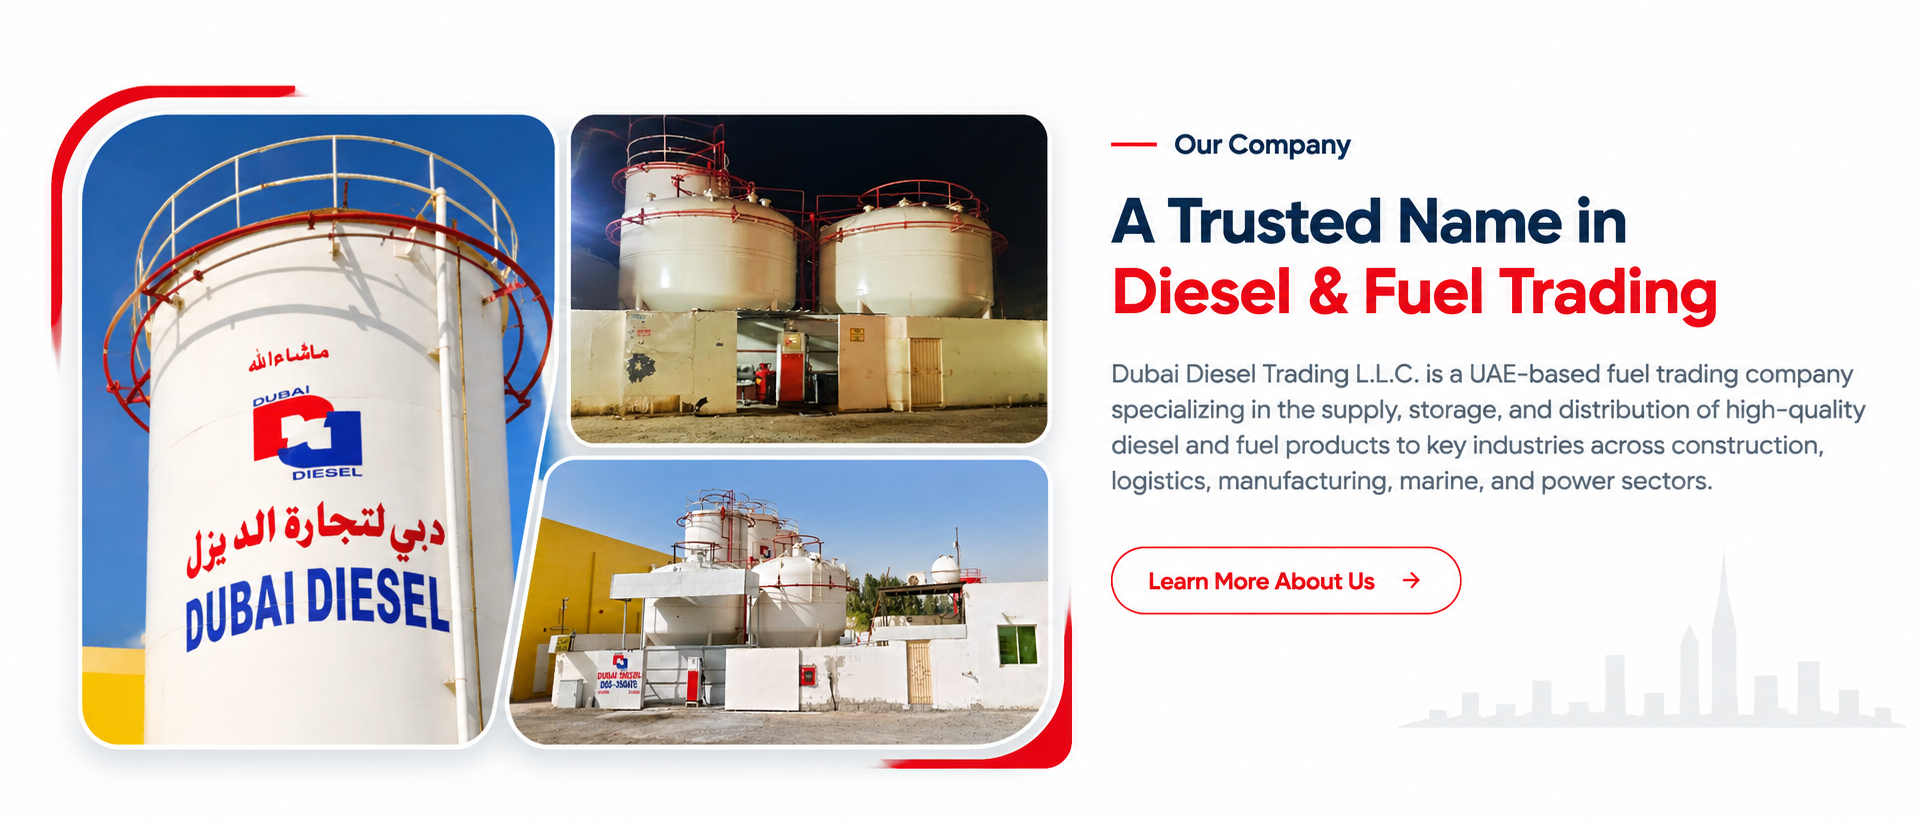 ماشاءالله
DUBAI
DIESEL
دبي لتجارة الديزل
DUBAI DIESEL
DUBAI DIESEL
Our Company
A Trusted Name in
Diesel & Fuel Trading
Dubai Diesel Trading L.L.C. is a UAE-based fuel trading company
specializing in the supply, storage, and distribution of high-quality
diesel and fuel products to key industries across construction,
logistics, manufacturing, marine, and power sectors.
Learn More About Us →